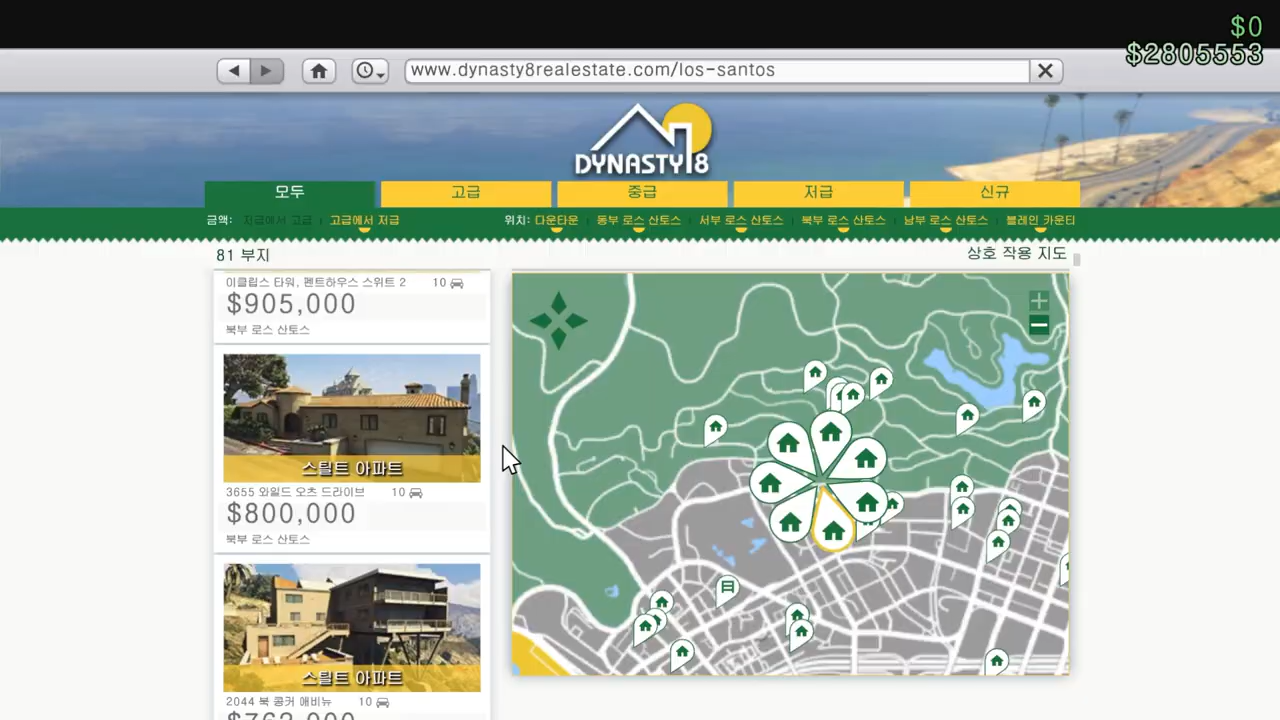 $0
$2805553
www.dynasty8realestate.com/los-santos
DYNASTY8
모두
고급
중급
저급
신규
금액: 저급에서 고급 | 고급에서 저급
위치: 다운타운 · 동부 로스 산토스 · 서부 로스 산토스 · 북부 로스 산토스 · 남부 로스 산토스 · 블레인 카운티
81 부지
상호 작용 지도
이클립스 타워, 펜트하우스 스위트 2 10
$905,000
북부 로스 산토스
스틸트 아파트
3655 와일드 오츠 드라이브 10
$800,000
북부 로스 산토스
스틸트 아파트
2044 북 콩커 애비뉴 10
$762,000